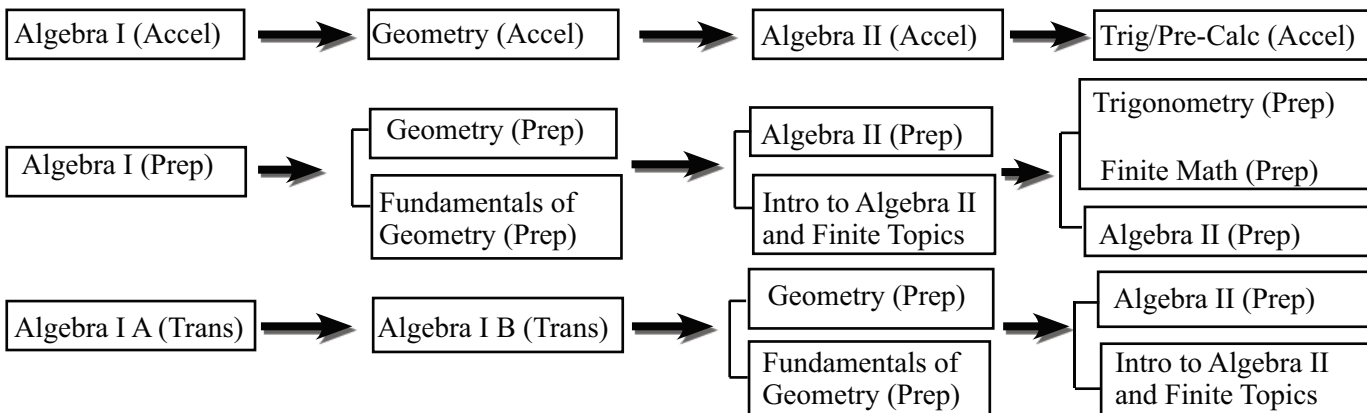 Algebra I (Accel)
Geometry (Accel)
Algebra II (Accel)
Trig/Pre-Calc (Accel)
Algebra I (Prep)
Geometry (Prep)
Fundamentals of
Geometry (Prep)
Algebra II (Prep)
Intro to Algebra II
and Finite Topics
Trigonometry (Prep)
Finite Math (Prep)
Algebra II (Prep)
Algebra I A (Trans)
Algebra I B (Trans)
Geometry (Prep)
Fundamentals of
Geometry (Prep)
Algebra II (Prep)
Intro to Algebra II
and Finite Topics